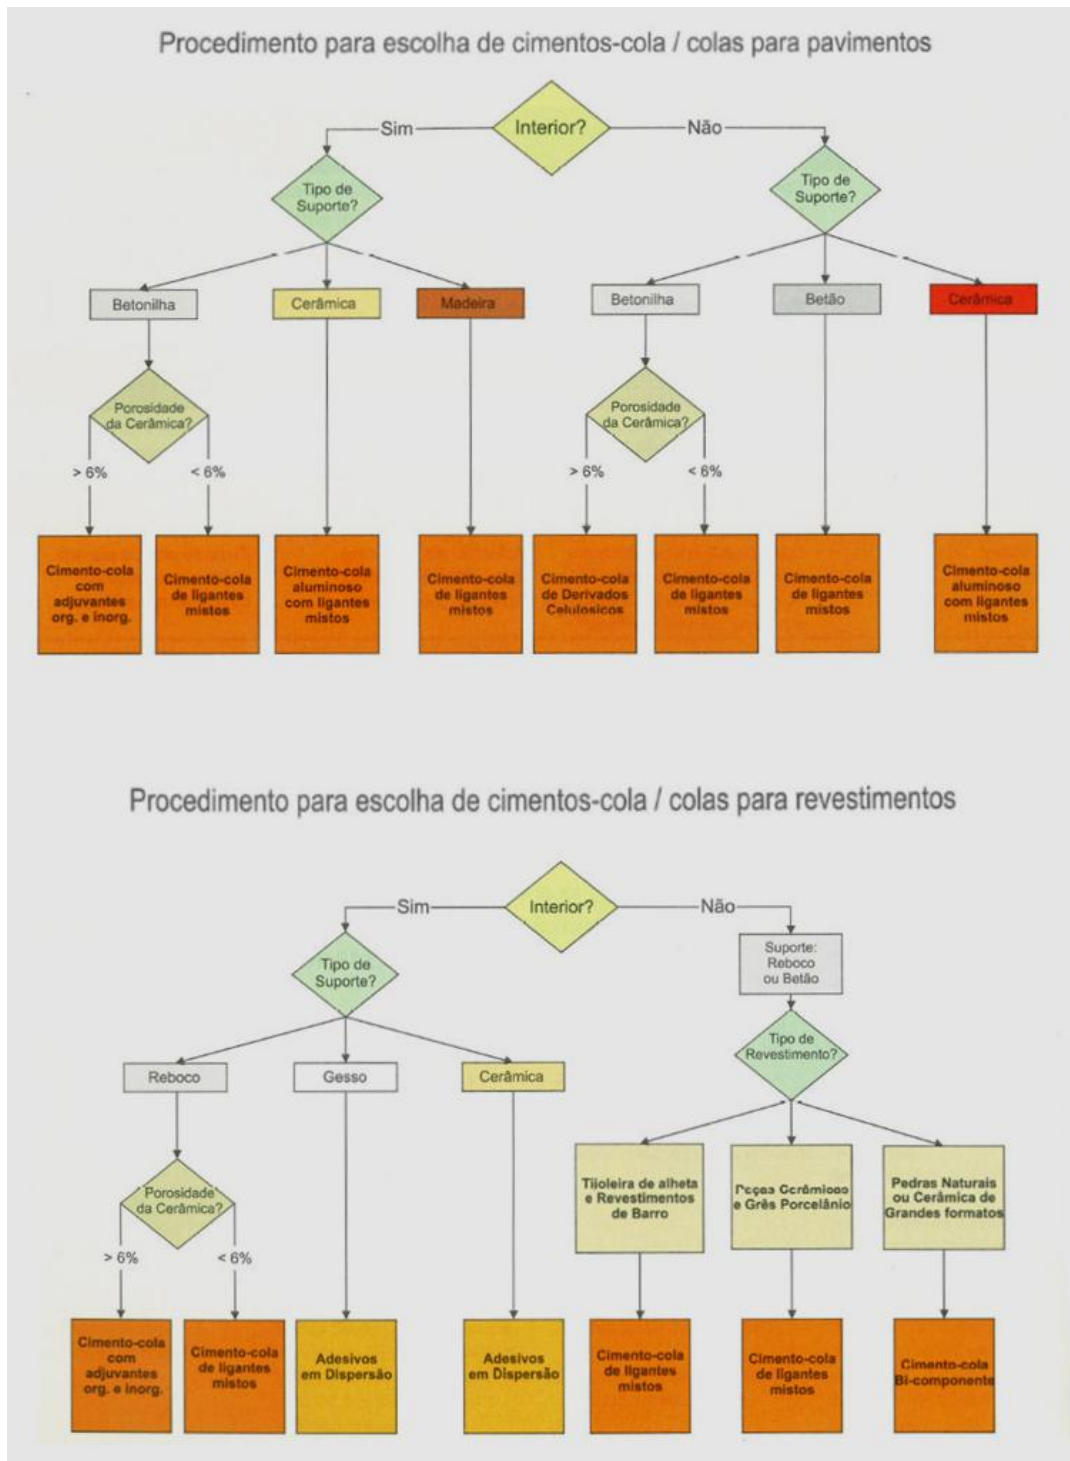 Procedimento para escolha de cimentos-cola / colas para pavimentos
Interior?
Sim
Não
Tipo de
Suporte?
Tipo de
Suporte?
Betonilha
Cerâmica
Madeira
Betonilha
Betão
Cerâmica
Porosidade
da Cerâmica?
Porosidade
da Cerâmica?
> 6%
< 6%
> 6%
< 6%
Cimento-cola
com
adjuvantes
org. e inorg.
Cimento-cola
de ligantes
mistos
Cimento-cola
aluminoso
com ligantes
mistos
Cimento-cola
de ligantes
mistos
Cimento-cola
de Derivados
Celulosicos
Cimento-cola
de ligantes
mistos
Cimento-cola
de ligantes
mistos
Cimento-cola
aluminoso
com ligantes
mistos
Procedimento para escolha de cimentos-cola / colas para revestimentos
Interior?
Sim
Não
Tipo de
Suporte?
Suporte:
Reboco
ou Betão
Tipo de
Revestimento?
Reboco
Gesso
Cerâmica
Porosidade
da Cerâmica?
Tijoleira de alheta
e Revestimentos
de Barro
Peças Cerâmicas
e Grés Porcelânio
Pedras Naturais
ou Cerâmica de
Grandes formatos
> 6%
< 6%
Cimento-cola
com
adjuvantes
org. e inorg.
Cimento-cola
de ligantes
mistos
Adesivos
em Dispersão
Adesivos
em Dispersão
Cimento-cola
de ligantes
mistos
Cimento-cola
de ligantes
mistos
Cimento-cola
Bi-componente